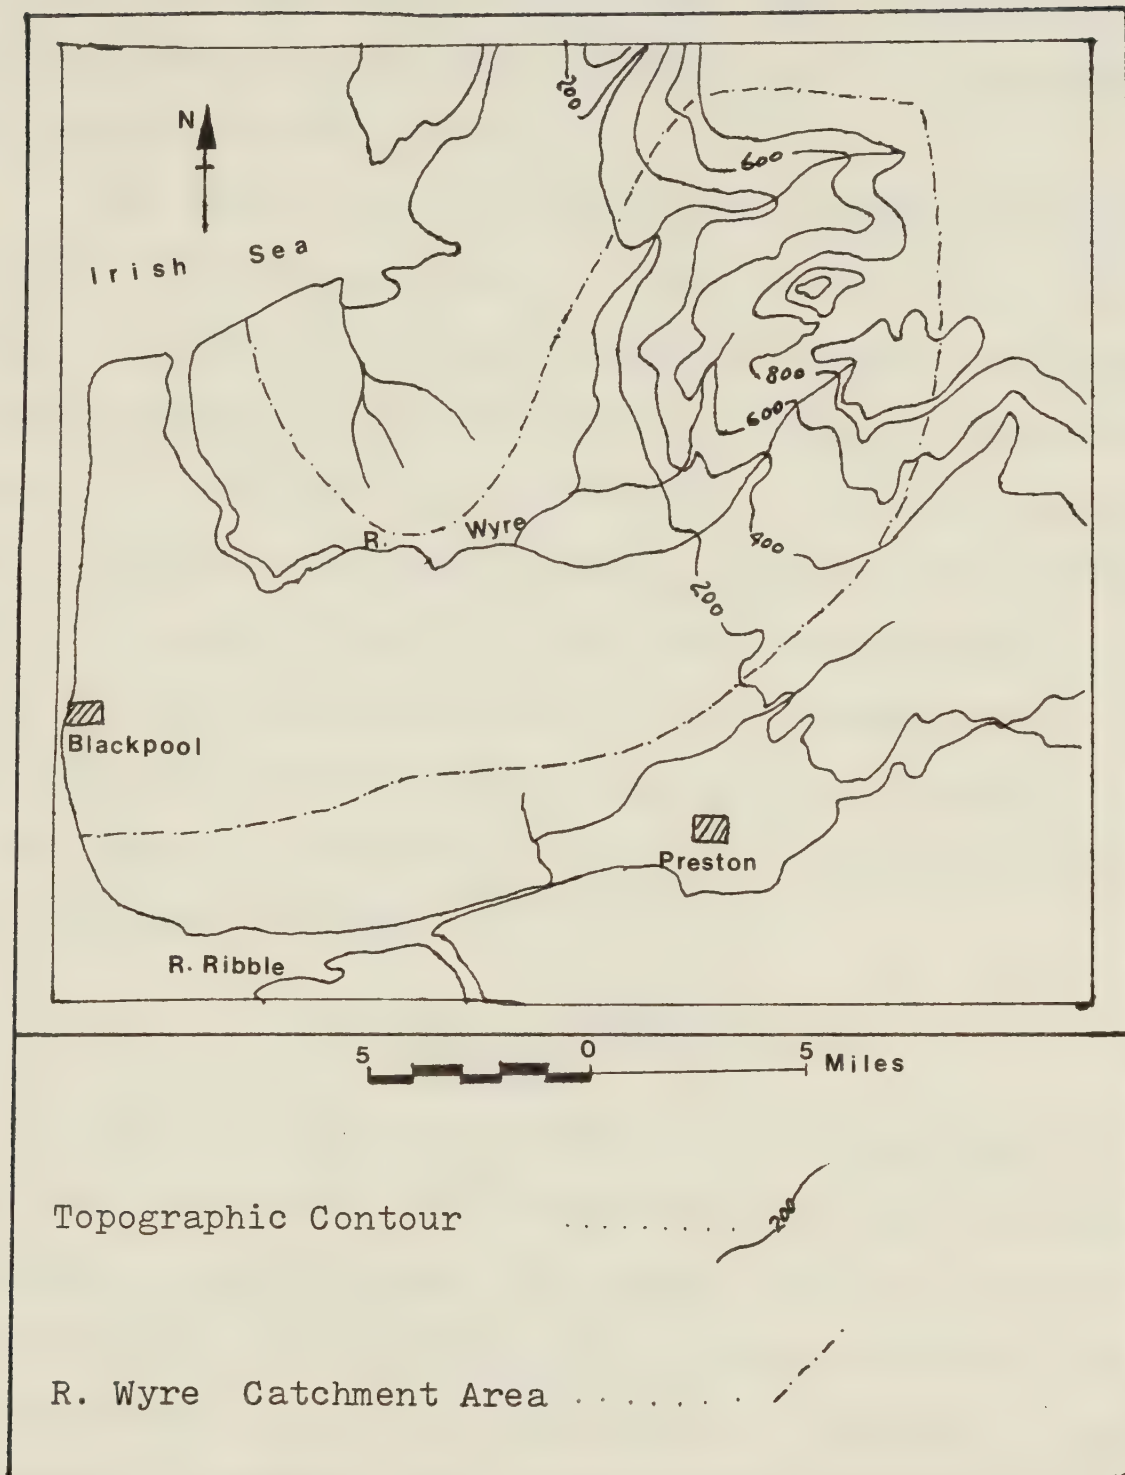 200
N
600
Irish Sea
800
600
R. Wyre
400
200
Blackpool
Preston
R. Ribble
5 0 5 Miles
Topographic Contour ......... 200
R. Wyre Catchment Area .......